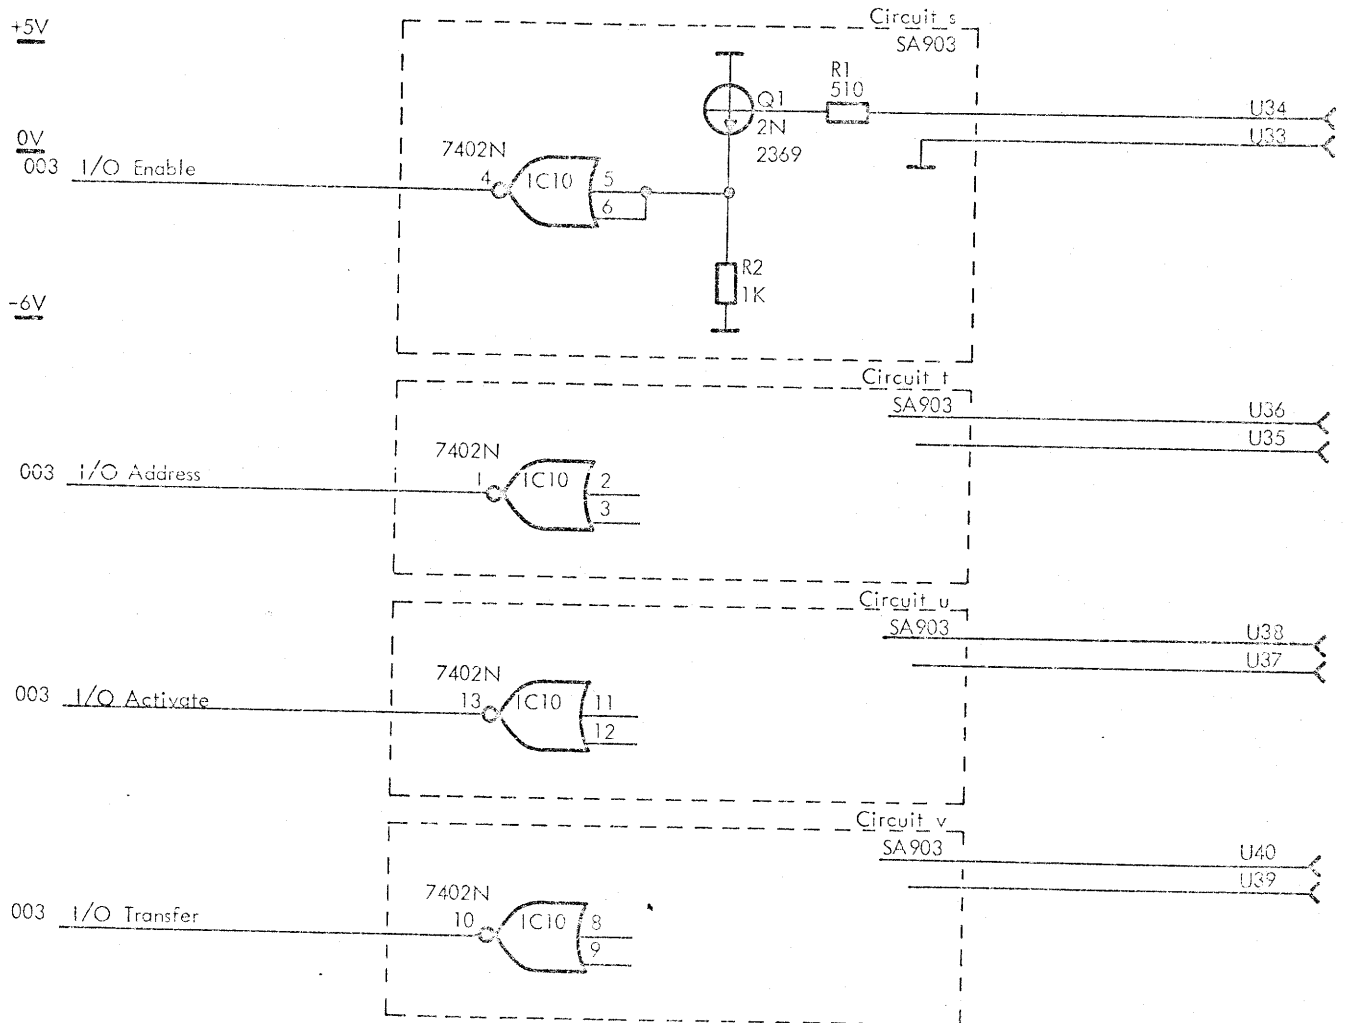 +5V
Circuit s
SA903
R1
510
Q1
2N
2369
U34
U33
0V
003 I/O Enable
7402N
4
IC10
5
6
R2
1K
-6V
Circuit t
SA903
U36
U35
7402N
003 I/O Address
1
IC10
2
3
Circuit u
SA903
U38
U37
7402N
003 I/O Activate
13
IC10
11
12
Circuit v
SA903
U40
U39
7402N
003 I/O Transfer
10
IC10
8
9